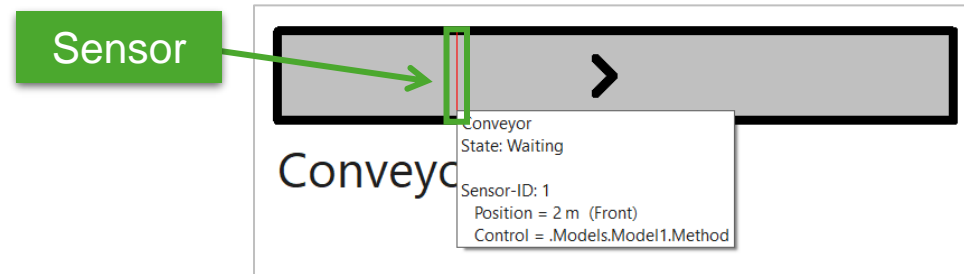 Sensor
Conveyor
State: Waiting
Conveyo
Sensor-ID: 1
Position = 2 m  (Front)
Control = .Models.Model1.Method